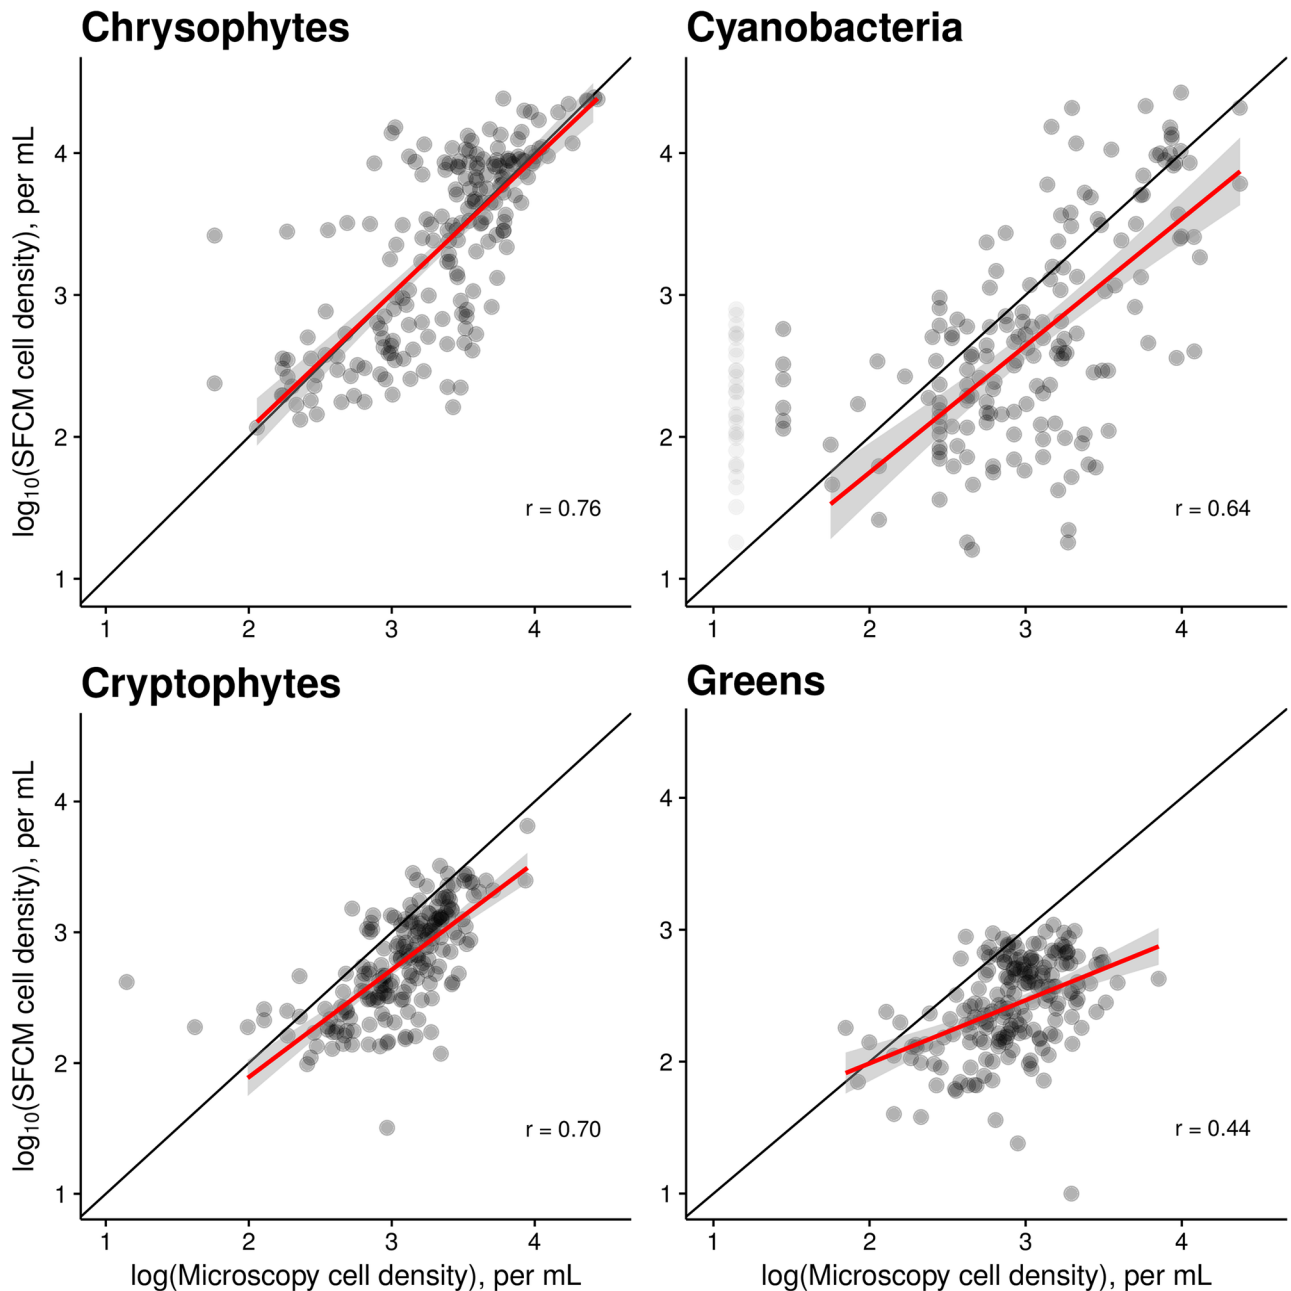 Chrysophytes
log₁₀(SFCM cell density), per mL
4
3
2
1
r = 0.76
1 2 3 4
Cyanobacteria
4
3
2
1
r = 0.64
1 2 3 4
Cryptophytes
log₁₀(SFCM cell density), per mL
4
3
2
1
r = 0.70
1 2 3 4
log(Microscopy cell density), per mL
Greens
4
3
2
1
r = 0.44
1 2 3 4
log(Microscopy cell density), per mL